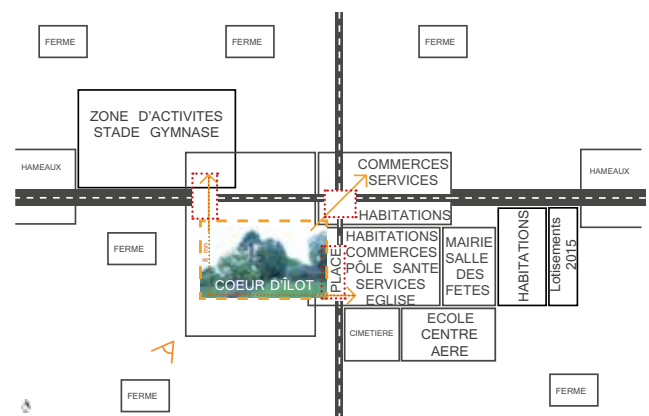 FERME
FERME
FERME
ZONE D'ACTIVITES
STADE GYMNASE
HAMEAUX
COMMERCES
SERVICES
HAMEAUX
HABITATIONS
FERME
HABITATIONS
COMMERCES
PÔLE SANTE
SERVICES
EGLISE
PLACE
MAIRIE
SALLE
DES
FETES
HABITATIONS
Lotisements
2015
COEUR D'ÎLOT
CIMETIERE
ECOLE
CENTRE
AERE
FERME
FERME